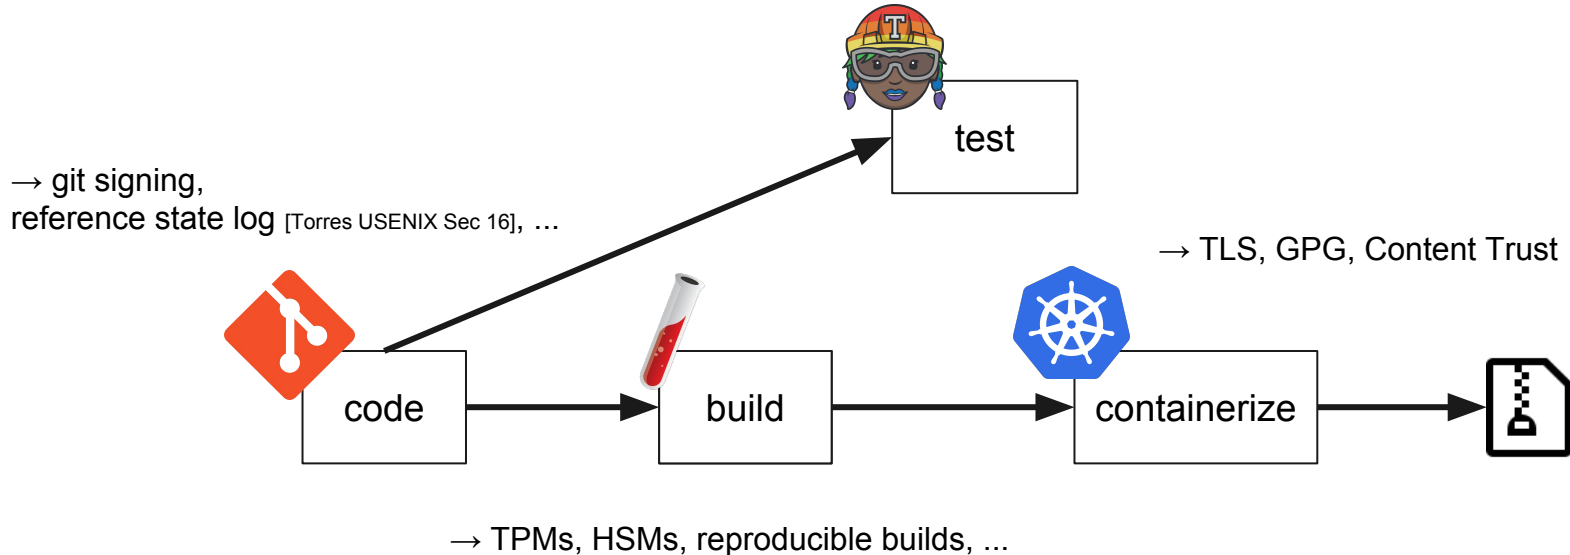 T
test
→ git signing,
reference state log [Torres USENIX Sec 16], ...
→ TLS, GPG, Content Trust
code
build
containerize
→ TPMs, HSMs, reproducible builds, ...